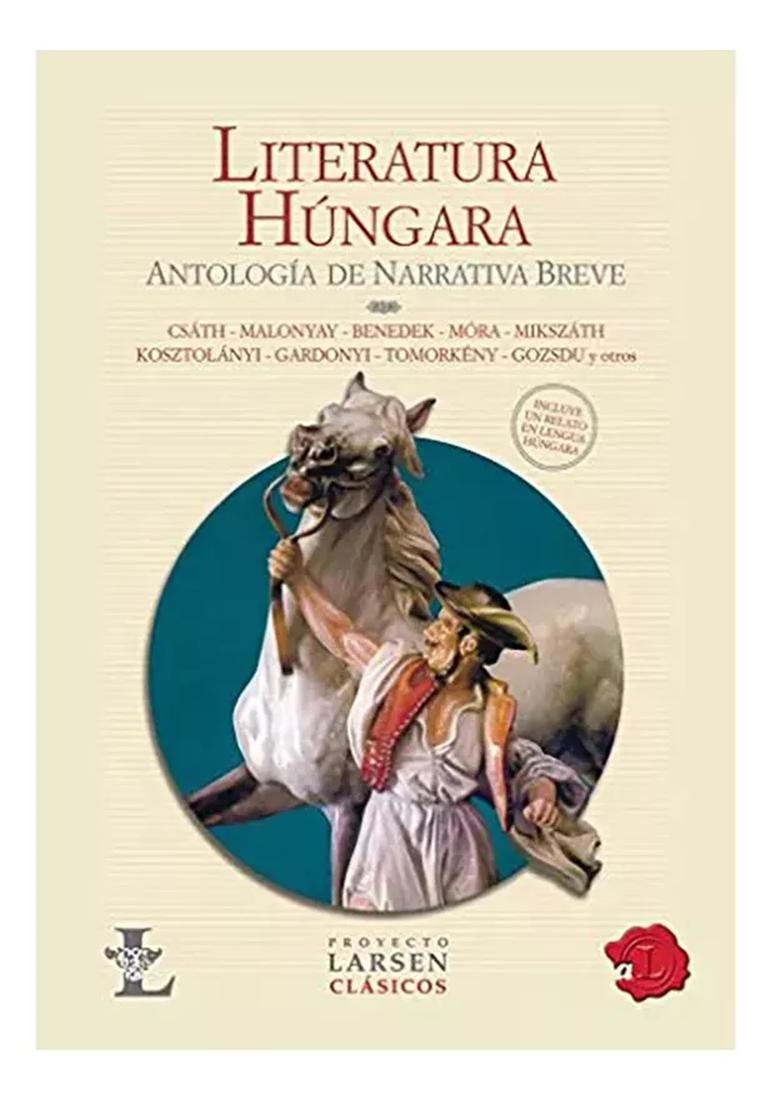 LITERATURA
HÚNGARA
ANTOLOGÍA DE NARRATIVA BREVE
CSÁTH - MALONYAY - BENEDEK - MÓRA - MIKSZÁTH
KOSZTOLÁNYI - GARDONYI - TOMORKÉNY - GOZSDU y otros
INCLUYE
UN RELATO
EN LENGUA
HÚNGARA
L
PROYECTO
LARSEN
CLÁSICOS
aL